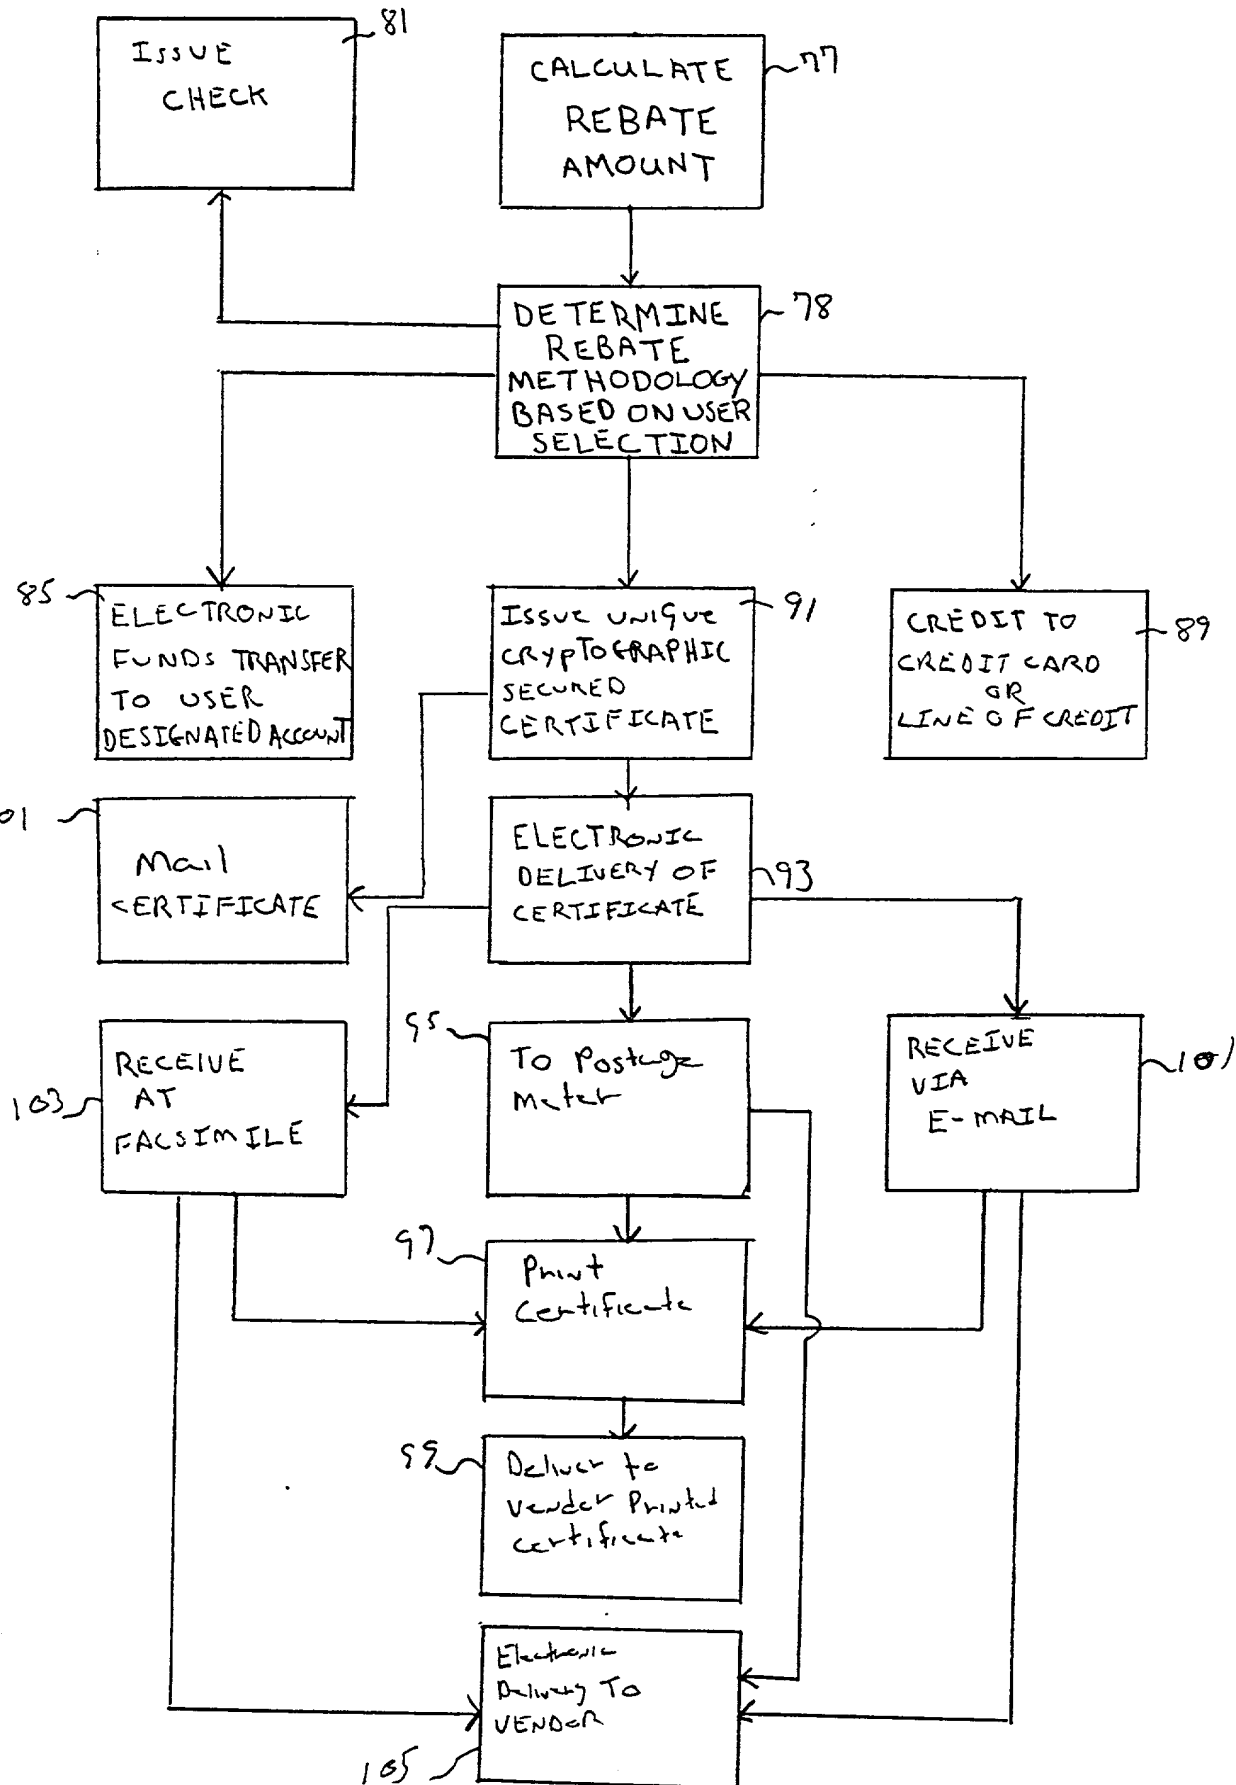 ISSUE
CHECK
81
CALCULATE
REBATE
AMOUNT
77
DETERMINE
REBATE
METHODOLOGY
BASED ON USER
SELECTION
78
85
ELECTRONIC
FUNDS TRANSFER
TO USER
DESIGNATED ACCOUNT
ISSUE UNIQUE
CRYPTOGRAPHIC
SECURED
CERTIFICATE
91
CREDIT TO
CREDIT CARD
OR
LINE OF CREDIT
89
01
Mail
CERTIFICATE
ELECTRONIC
DELIVERY OF
CERTIFICATE
93
103
RECEIVE
AT
FACSIMILE
95
To Postage
Meter
RECEIVE
VIA
E-MAIL
101
97
Print
Certificate
99
Deliver to
Vender Printed
Certificate
Electronic
Delivery To
VENDOR
105